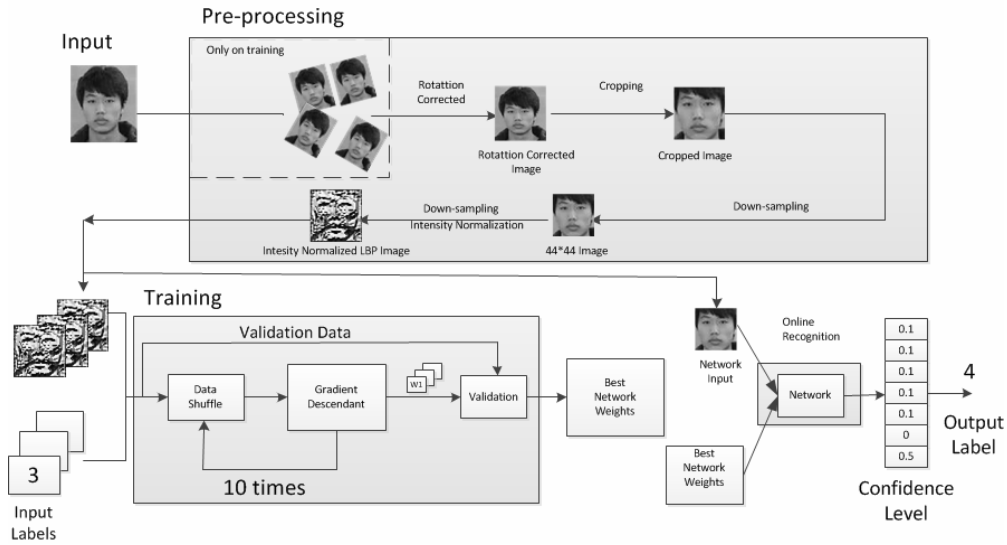 Pre-processing
Input
Only on training
Rotattion
Corrected
Cropping
Rotattion Corrected
Image
Cropped Image
Down-sampling
Down-sampling
Intensity Normalization
Intesity Normalized LBP Image
44*44 Image
Training
Validation Data
Data
Shuffle
Gradient
Descendant
W1
Validation
10 times
3
Input
Labels
Best
Network
Weights
Network
Input
Online
Recognition
Network
Best
Network
Weights
0.1
0.1
0.1
0.1
0.1
0
0.5
Confidence
Level
4
Output
Label